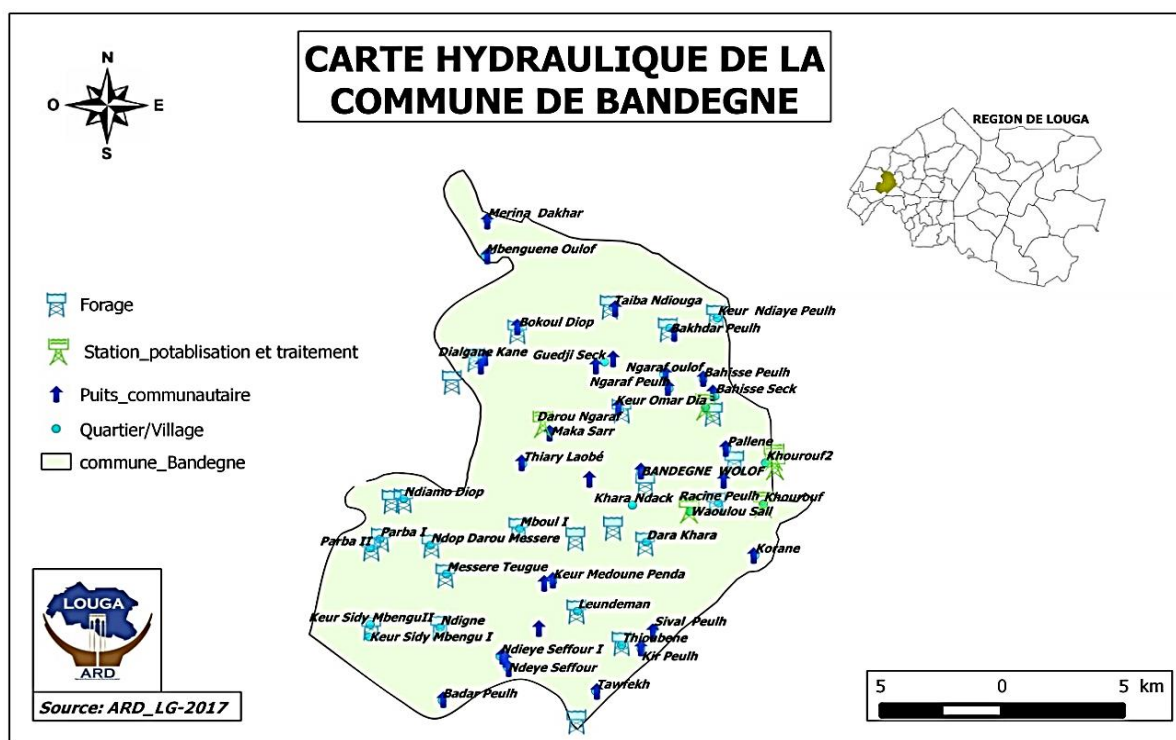 CARTE HYDRAULIQUE DE LA
COMMUNE DE BANDEGNE
N
O
E
S
REGION DE LOUGA
Merina Dakhar
Mbenguene Oulof
Forage
Station_potablisation et traitement
Puits_communautaire
Quartier/Village
commune_Bandegne
Taiba Ndiouga
Keur Ndiaye Peulh
Bokoul Diop
Bakhdar Peulh
Dialgane Kane
Guedji Seck
Ngaraf oulof
Bahisse Peulh
Ngaraf Peulh
Bahisse Seck
Keur Omar Dia
Darou Ngaraf
Maka Sarr
Pallene
Khourouf2
Thiary Laobé
BANDEGNE WOLOF
Ndiamo Diop
Khara Ndack
Racine Peulh
Khourouf
Waoulou Sall
Mboul I
Parba I
Parba II
Ndop Darou Messere
Dara Khara
Korane
Messere Teugue
Keur Medoune Penda
Leundeman
Keur Sidy MbenguII
Ndigne
Sival Peulh
Keur Sidy Mbengu I
Thioubene
Kir Peulh
Ndieye Seffour I
Ndeye Seffour
Badar Peulh
Tawfekh
LOUGA
ARD
Source: ARD_LG-2017
5 0 5 km